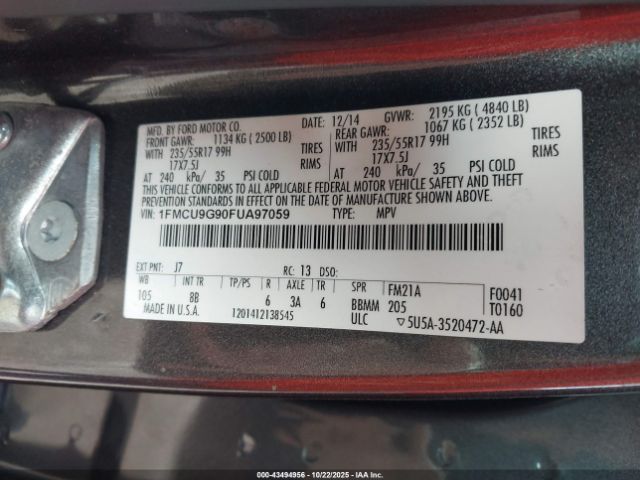 MFD. BY FORD MOTOR CO.
DATE: 12/14 GVWR: 2195 KG ( 4840 LB)
FRONT GAWR: 1134 KG ( 2500 LB) REAR GAWR: 1067 KG ( 2352 LB)
WITH 235/55R17 99H TIRES WITH 235/55R17 99H TIRES
17X7.5J RIMS 17X7.5J RIMS
AT 240 kPa/ 35 PSI COLD AT 240 kPa/ 35 PSI COLD
THIS VEHICLE CONFORMS TO ALL APPLICABLE FEDERAL MOTOR VEHICLE SAFETY AND THEFT
PREVENTION STANDARDS IN EFFECT ON THE DATE OF MANUFACTURE SHOWN ABOVE.
VIN: 1FMCU9G90FUA97059 TYPE: MPV
EXT PNT: J7 RC: 13 DSO:
WB INT TR TP/PS R AXLE TR SPR FM21A F0041
105 8B 6 3A 6 BBMM 205 T0160
MADE IN U.S.A. 1201412138545 ULC ▽5U5A-3520472-AA
000-43494956 | 10/22/2025 | IAA, Inc.